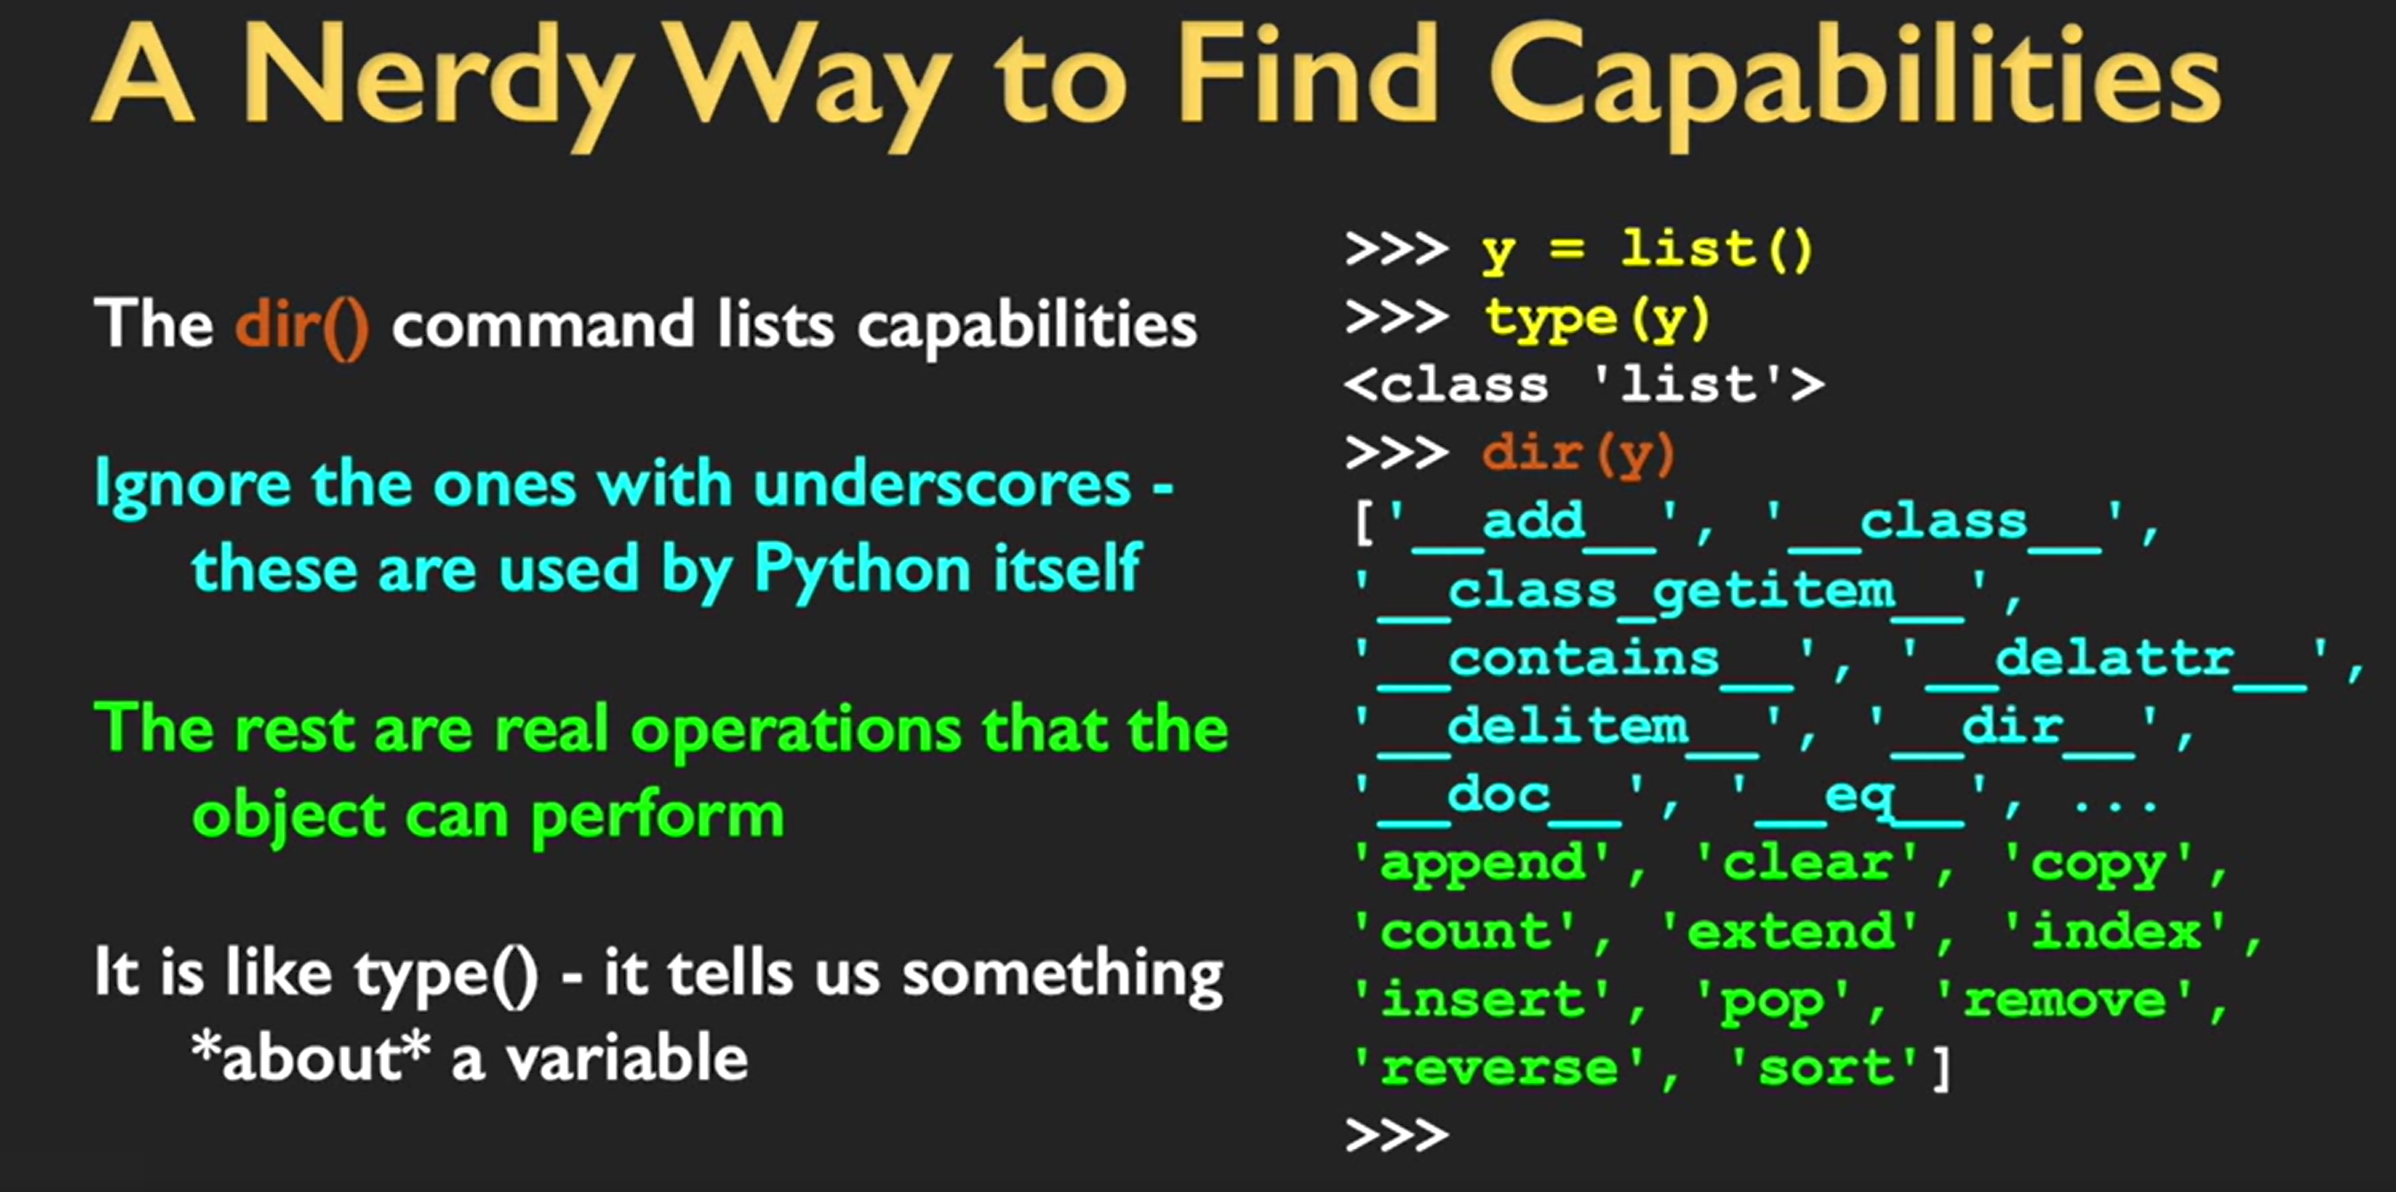 A Nerdy Way to Find Capabilities
The dir() command lists capabilities
Ignore the ones with underscores -
these are used by Python itself
The rest are real operations that the
object can perform
It is like type() - it tells us something
*about* a variable
>>> y = list()
>>> type(y)
<class 'list'>
>>> dir(y)
['__add__', '__class__',
'__class_getitem__',
'__contains__', '__delattr__',
'__delitem__', '__dir__',
'__doc__', '__eq__', ...
'append', 'clear', 'copy',
'count', 'extend', 'index',
'insert', 'pop', 'remove',
'reverse', 'sort']
>>>